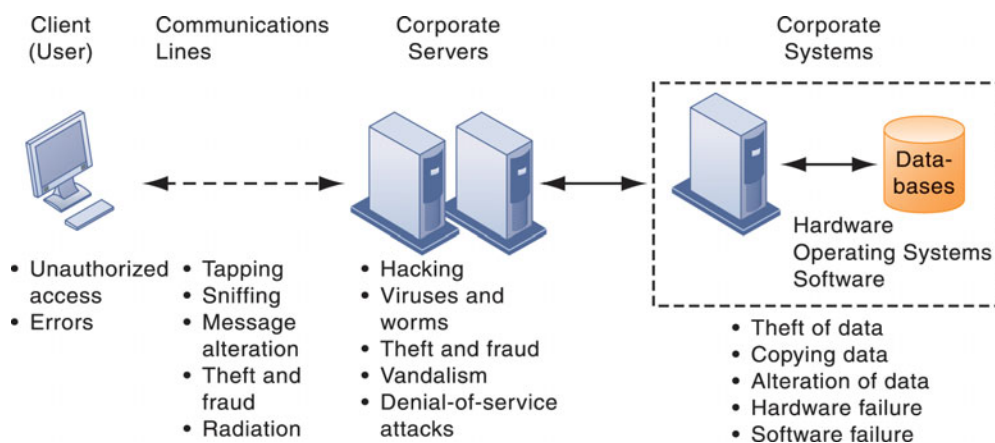 Client
(User)
Communications
Lines
Corporate
Servers
Corporate
Systems
Data-
bases
Hardware
Operating Systems
Software
• Unauthorized
access
• Errors
• Tapping
• Sniffing
• Message
alteration
• Theft and
fraud
• Radiation
• Hacking
• Viruses and
worms
• Theft and fraud
• Vandalism
• Denial-of-service
attacks
• Theft of data
• Copying data
• Alteration of data
• Hardware failure
• Software failure